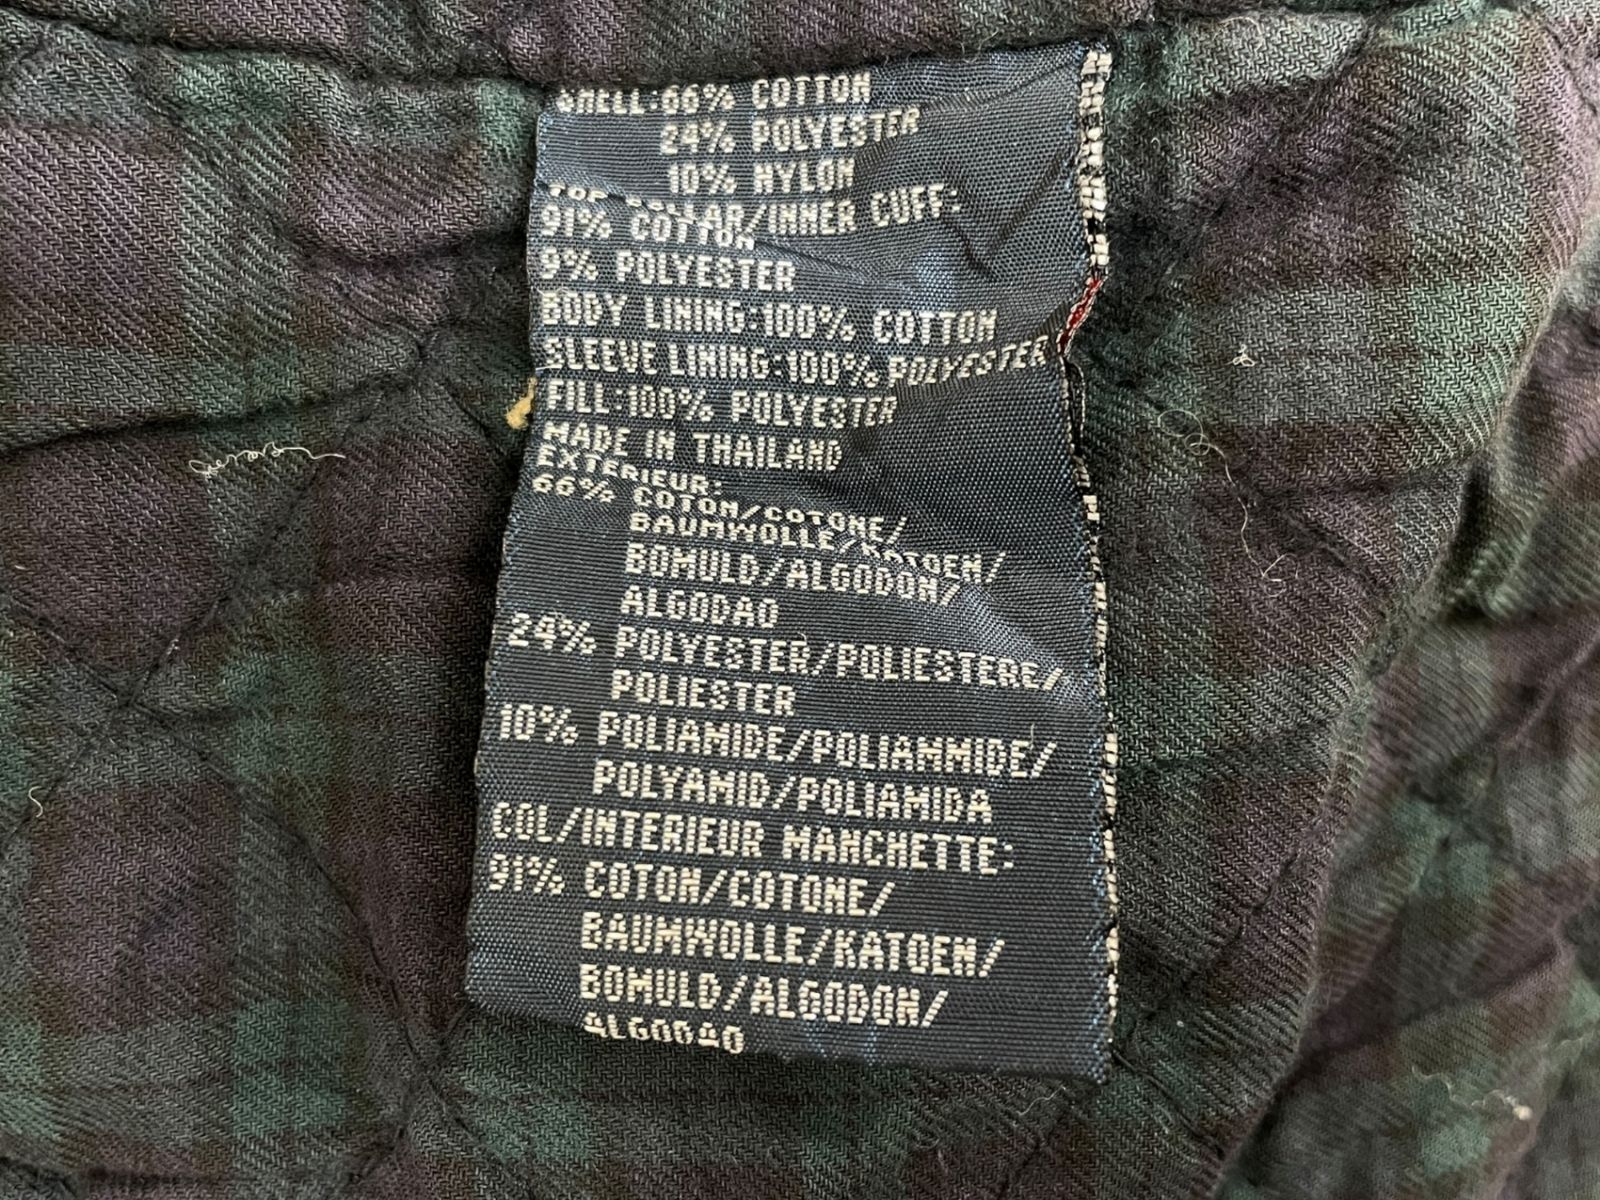 SHELL:66% COTTON
24% POLYESTER
10% NYLON
TOP COLLAR/INNER CUFF:
91% COTTON
9% POLYESTER
BODY LINING:100% COTTON
SLEEVE LINING:100% POLYESTER
FILL:100% POLYESTER
MADE IN THAILAND
EXTERIEUR:
66% COTON/COTONE/
BAUMWOLLE/KATOEN/
BOMULD/ALGODON/
ALGODAO
24% POLYESTER/POLIESTERE/
POLIESTER
10% POLIAMIDE/POLIAMMIDE/
POLYAMID/POLIAMIDA
COL/INTERIEUR MANCHETTE:
91% COTON/COTONE/
BAUMWOLLE/KATOEN/
BOMULD/ALGODON/
ALGODAO